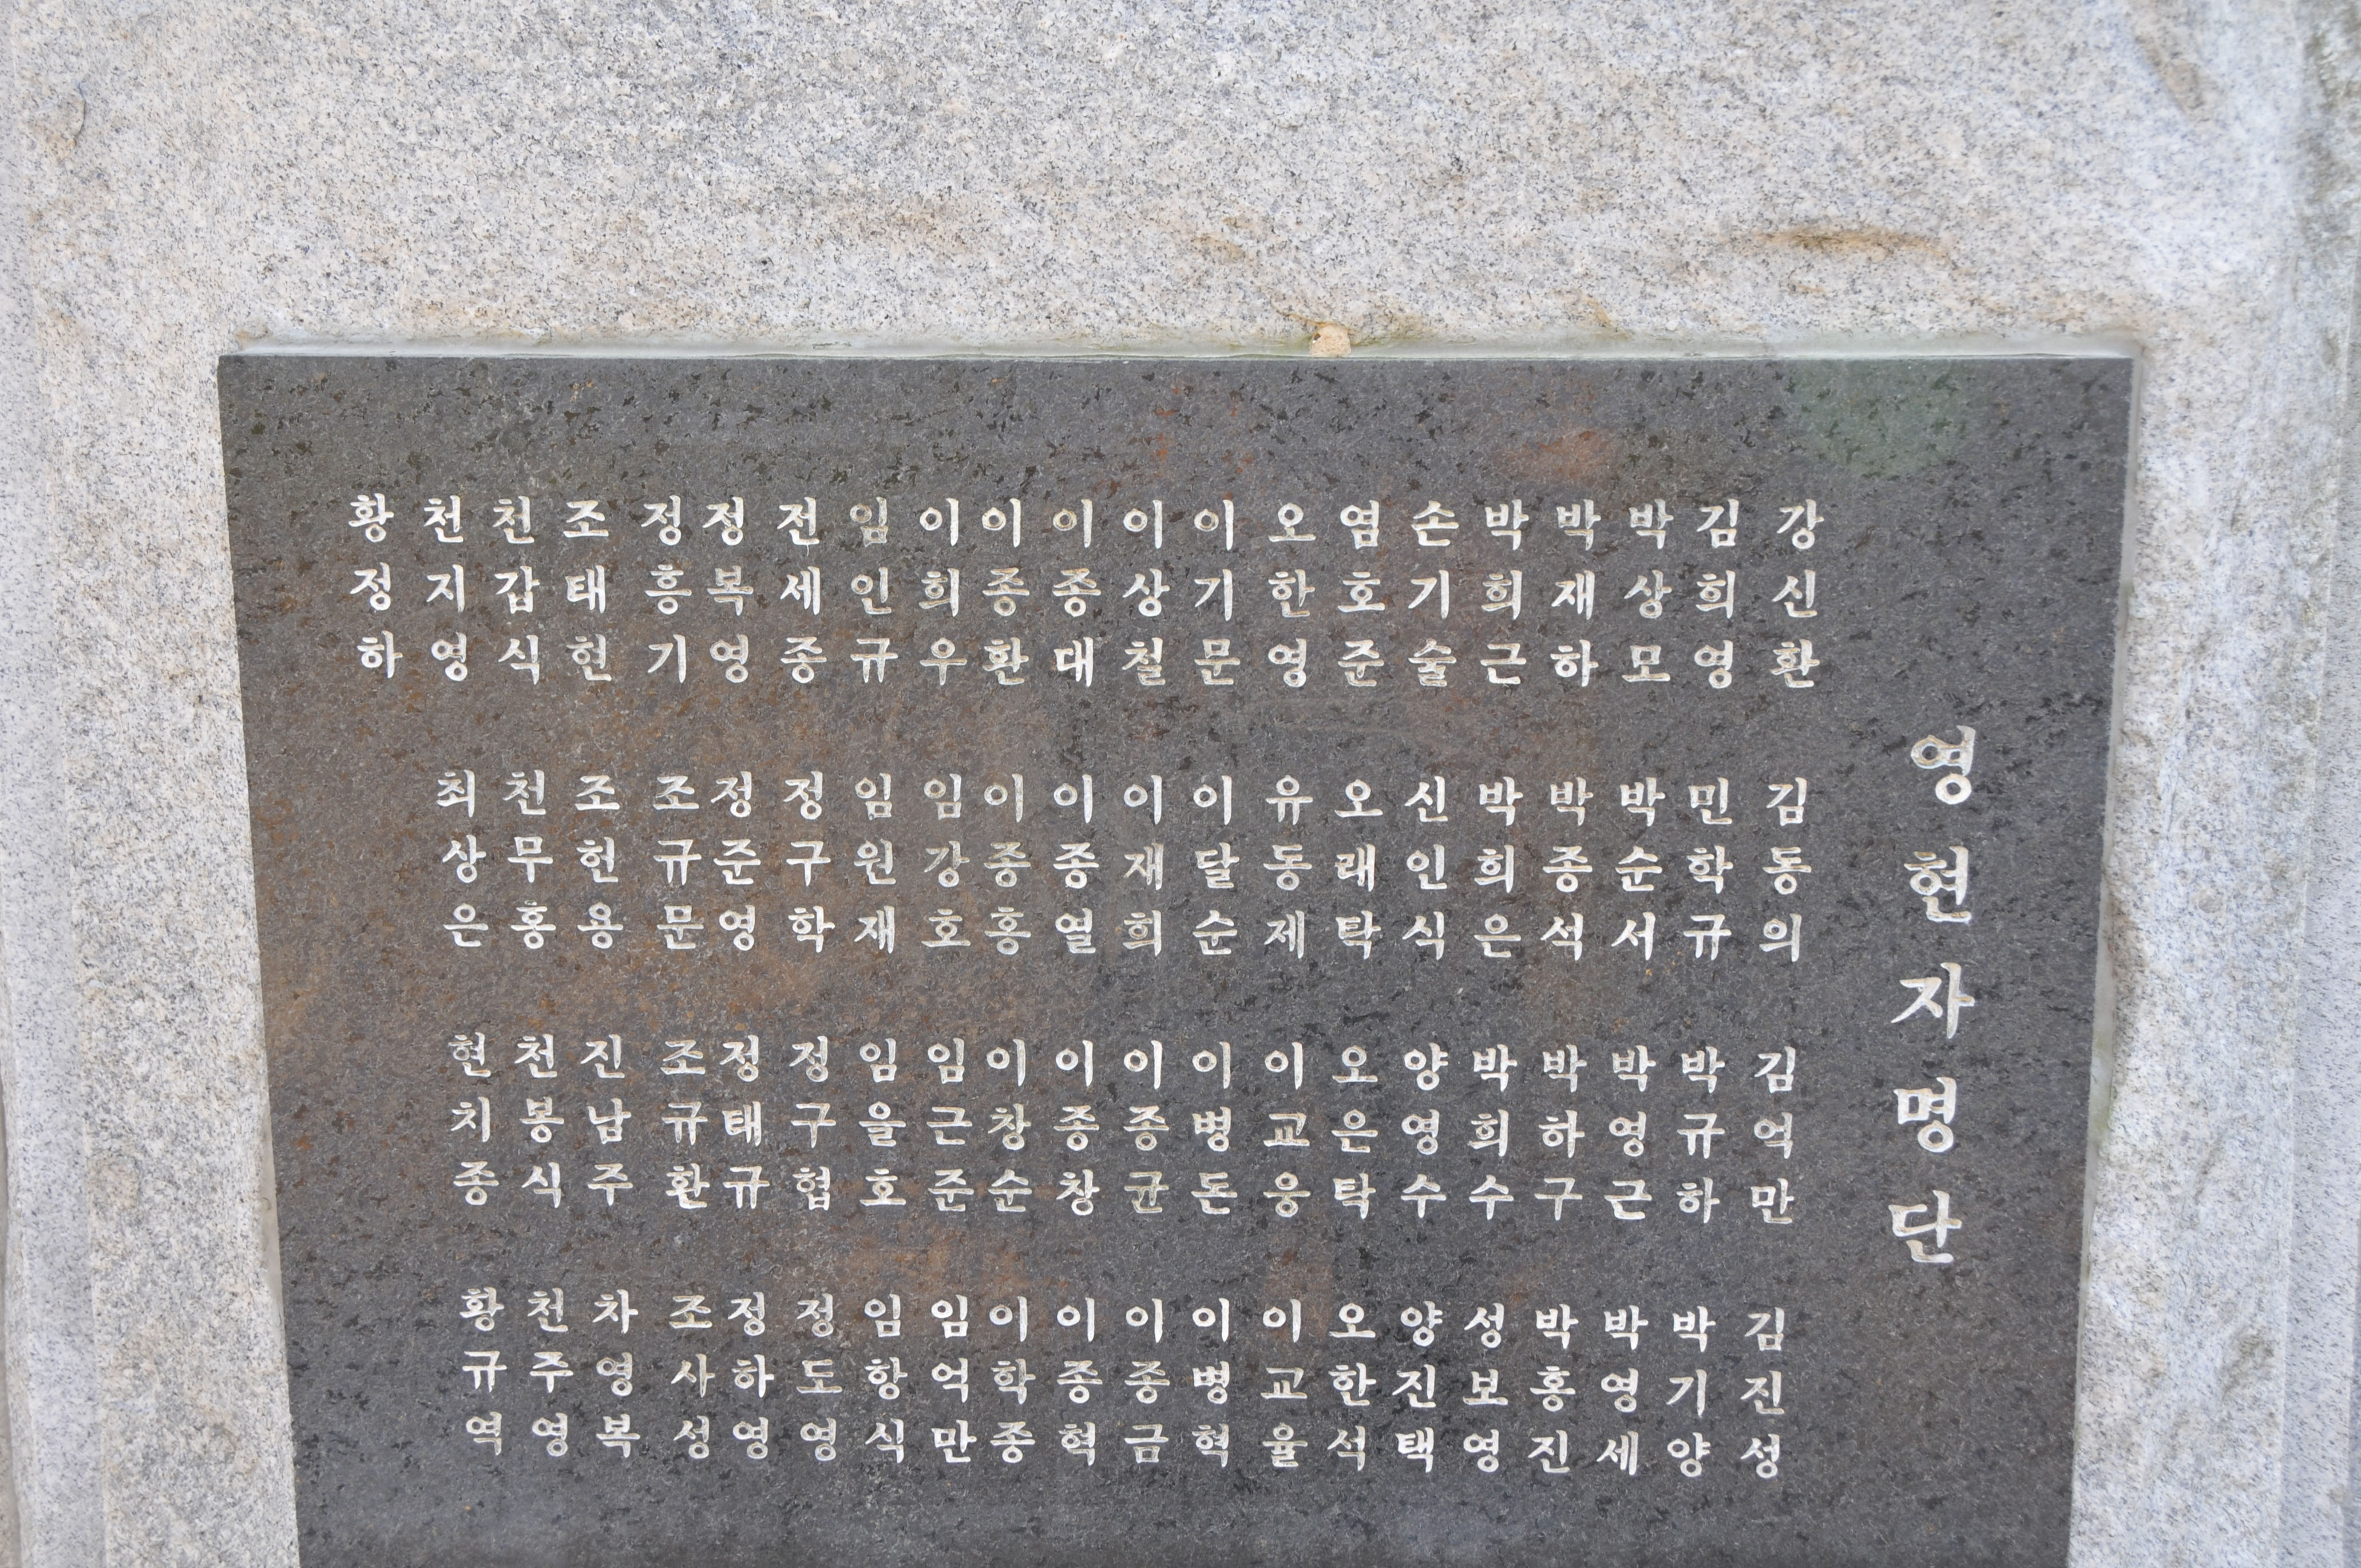 영현자명단
강신환 김동의 김억만 김진성
김희영 민학규 박규하 박기양
박상모 박순서 박영근 박영세
박재하 박종석 박하구 박홍진
박희근 박희은 박희수 성보영
손기술 신인식 양영수 양진택
염호준 오래탁 오은탁 오한석
오한영 유동제 이교웅 이교율
이기문 이달순 이병돈 이병혁
이상철 이재희 이종균 이종금
이종대 이종열 이종창 이종혁
이종환 이종홍 이창순 이학종
이희우 임강호 임근준 임억만
임인규 임원재 임을호 임항식
전세종 정구학 정구협 정도영
정복영 정준영 정태규 정하영
정흥기 조규문 조규환 조사성
조태현 조헌용 진남주 차영복
천갑식 천무홍 천봉식 천주영
천지영 최상은 현치종 황규역
황정하